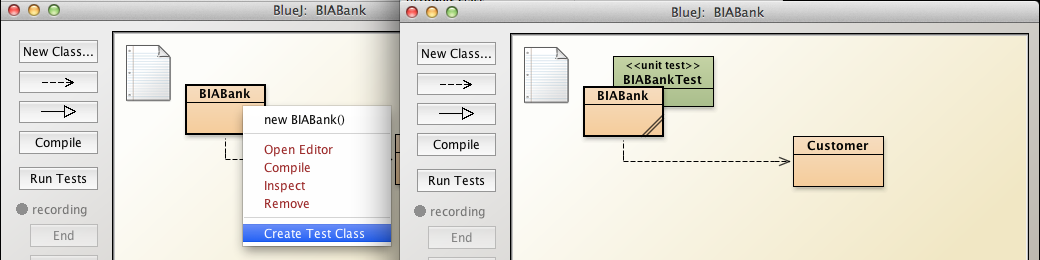 BlueJ: BIABank
New Class...
Compile
Run Tests
recording
End
BIABank
new BIABank()
Open Editor
Compile
Inspect
Remove
Create Test Class
BlueJ: BIABank
New Class...
Compile
Run Tests
recording
End
<<unit test>>
BIABankTest
BIABank
Customer